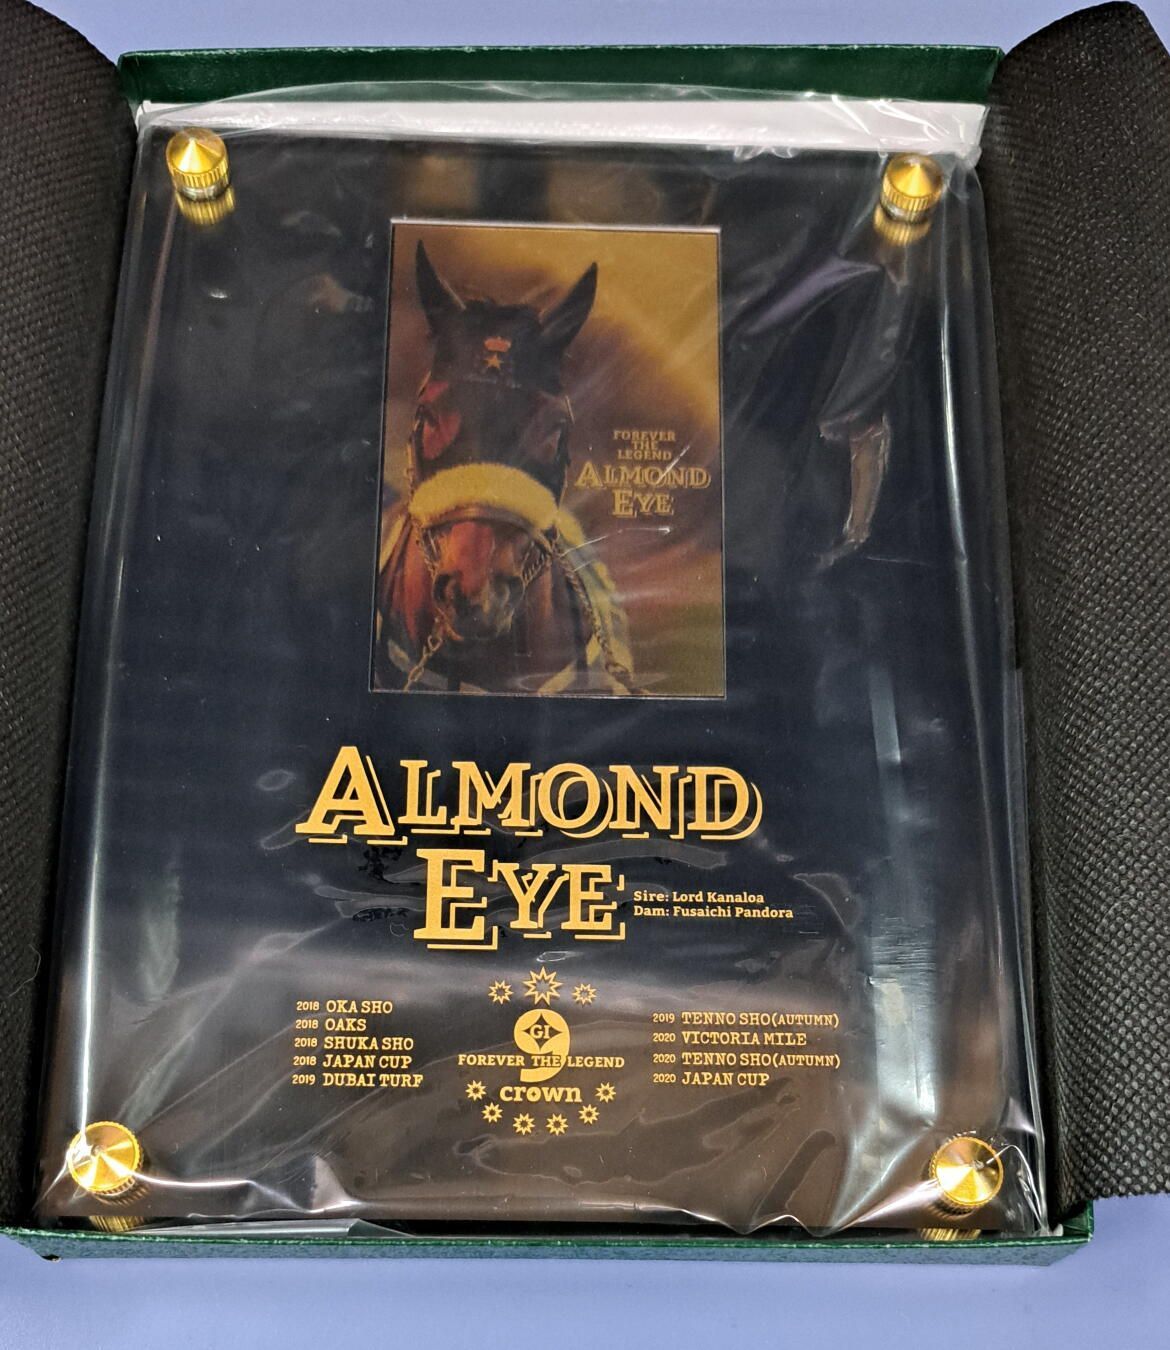 FOREVER
THE
LEGEND
ALMOND
EYE
ALMOND
EYE
Sire: Lord Kanaloa
Dam: Fusaichi Pandora
2018 OKA SHO
2018 OAKS
2018 SHUKA SHO
2018 JAPAN CUP
2019 DUBAI TURF
GI
9
FOREVER THE LEGEND
crown
2019 TENNO SHO(AUTUMN)
2020 VICTORIA MILE
2020 TENNO SHO(AUTUMN)
2020 JAPAN CUP